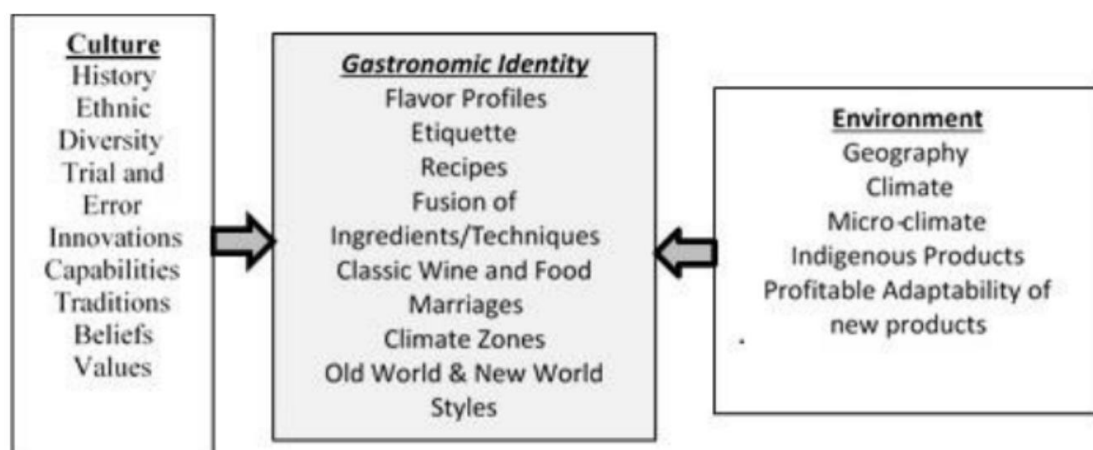 Culture
History
Ethnic
Diversity
Trial and
Error
Innovations
Capabilities
Traditions
Beliefs
Values
Gastronomic Identity
Flavor Profiles
Etiquette
Recipes
Fusion of
Ingredients/Techniques
Classic Wine and Food
Marriages
Climate Zones
Old World & New World
Styles
Environment
Geography
Climate
Micro-climate
Indigenous Products
Profitable Adaptability of
new products